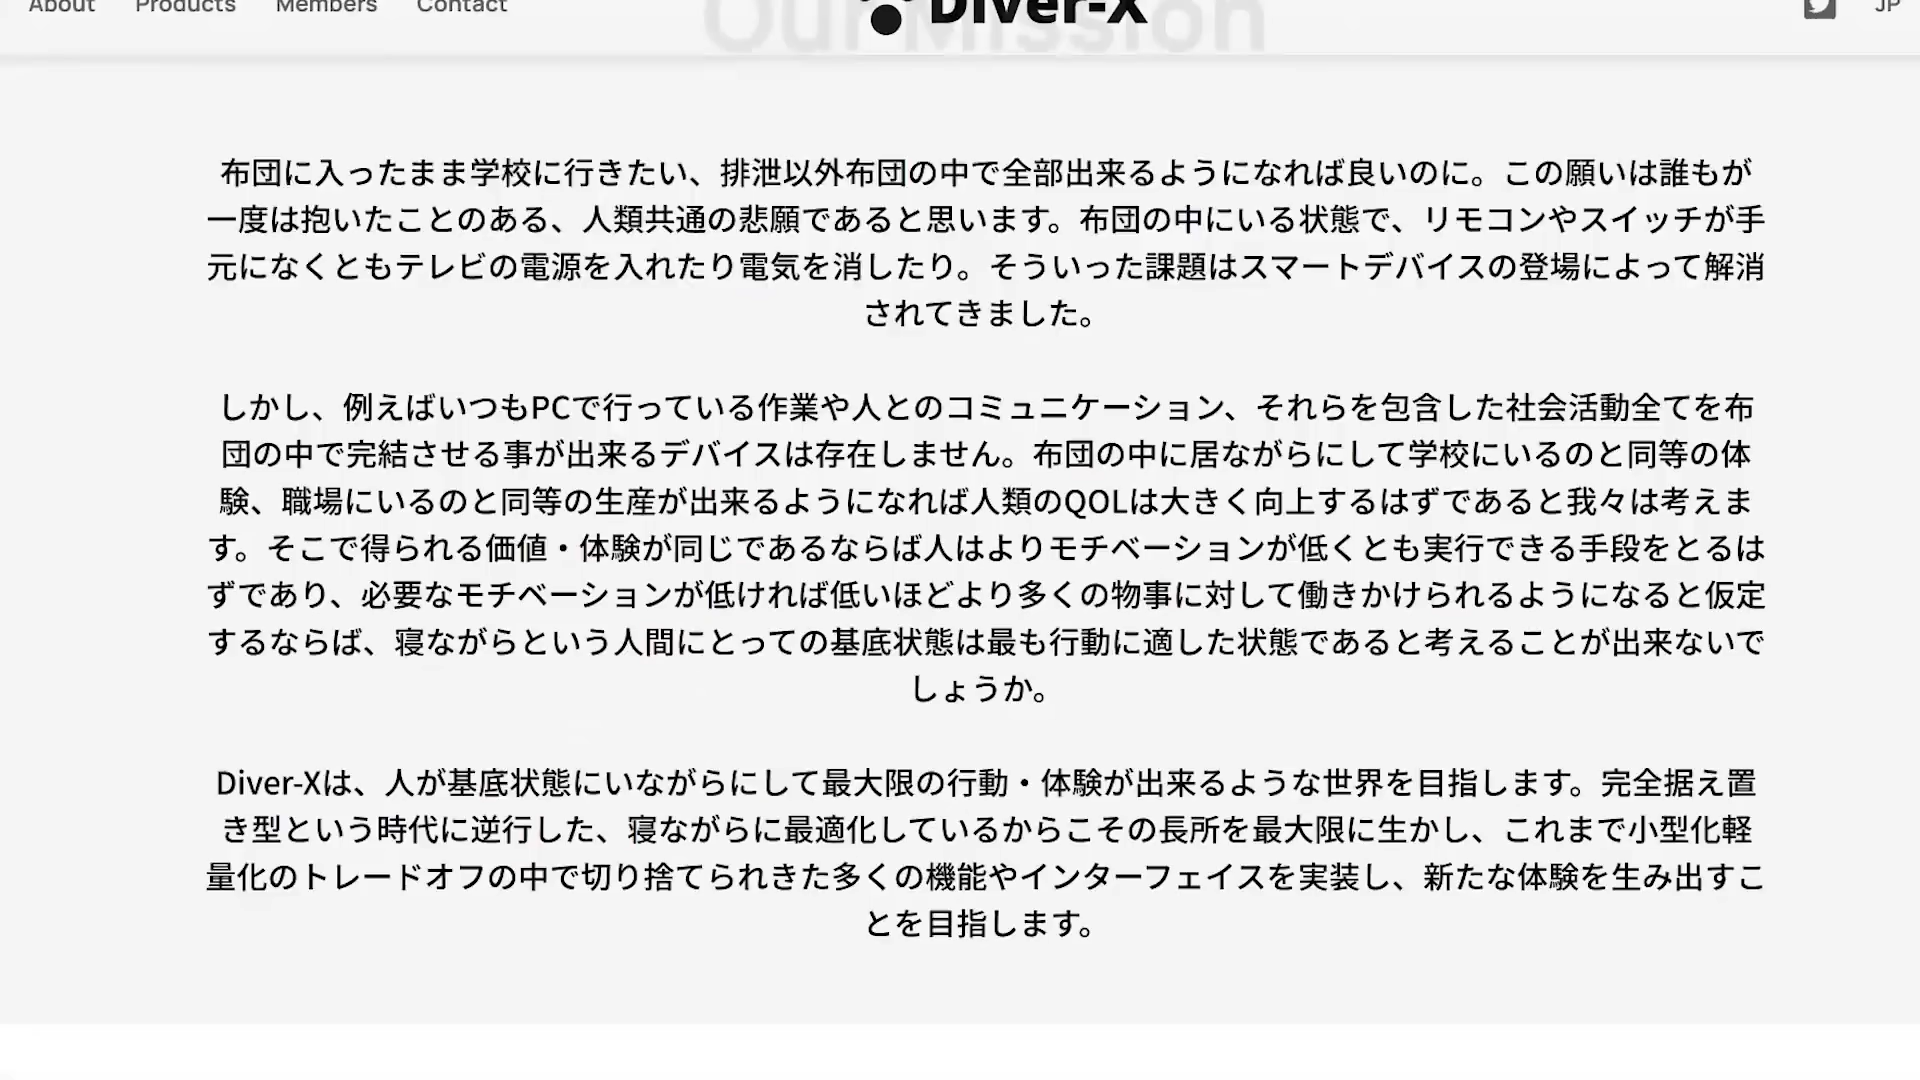 About Products Members Contact Diver-X JP
Our Mission
布団に入ったまま学校に行きたい、排泄以外布団の中で全部出来るようになれば良いのに。この願いは誰もが
一度は抱いたことのある、人類共通の悲願であると思います。布団の中にいる状態で、リモコンやスイッチが手
元になくともテレビの電源を入れたり電気を消したり。そういった課題はスマートデバイスの登場によって解消
されてきました。
しかし、例えばいつもPCで行っている作業や人とのコミュニケーション、それらを包含した社会活動全てを布
団の中で完結させる事が出来るデバイスは存在しません。布団の中に居ながらにして学校にいるのと同等の体
験、職場にいるのと同等の生産が出来るようになれば人類のQOLは大きく向上するはずであると我々は考えま
す。そこで得られる価値・体験が同じであるならば人はよりモチベーションが低くとも実行できる手段をとるは
ずであり、必要なモチベーションが低ければ低いほどより多くの物事に対して働きかけられるようになると仮定
するならば、寝ながらという人間にとっての基底状態は最も行動に適した状態であると考えることが出来ないで
しょうか。
Diver-Xは、人が基底状態にいながらにして最大限の行動・体験が出来るような世界を目指します。完全据え置
き型という時代に逆行した、寝ながらに最適化しているからこその長所を最大限に生かし、これまで小型化軽
量化のトレードオフの中で切り捨てられきた多くの機能やインターフェイスを実装し、新たな体験を生み出すこ
とを目指します。